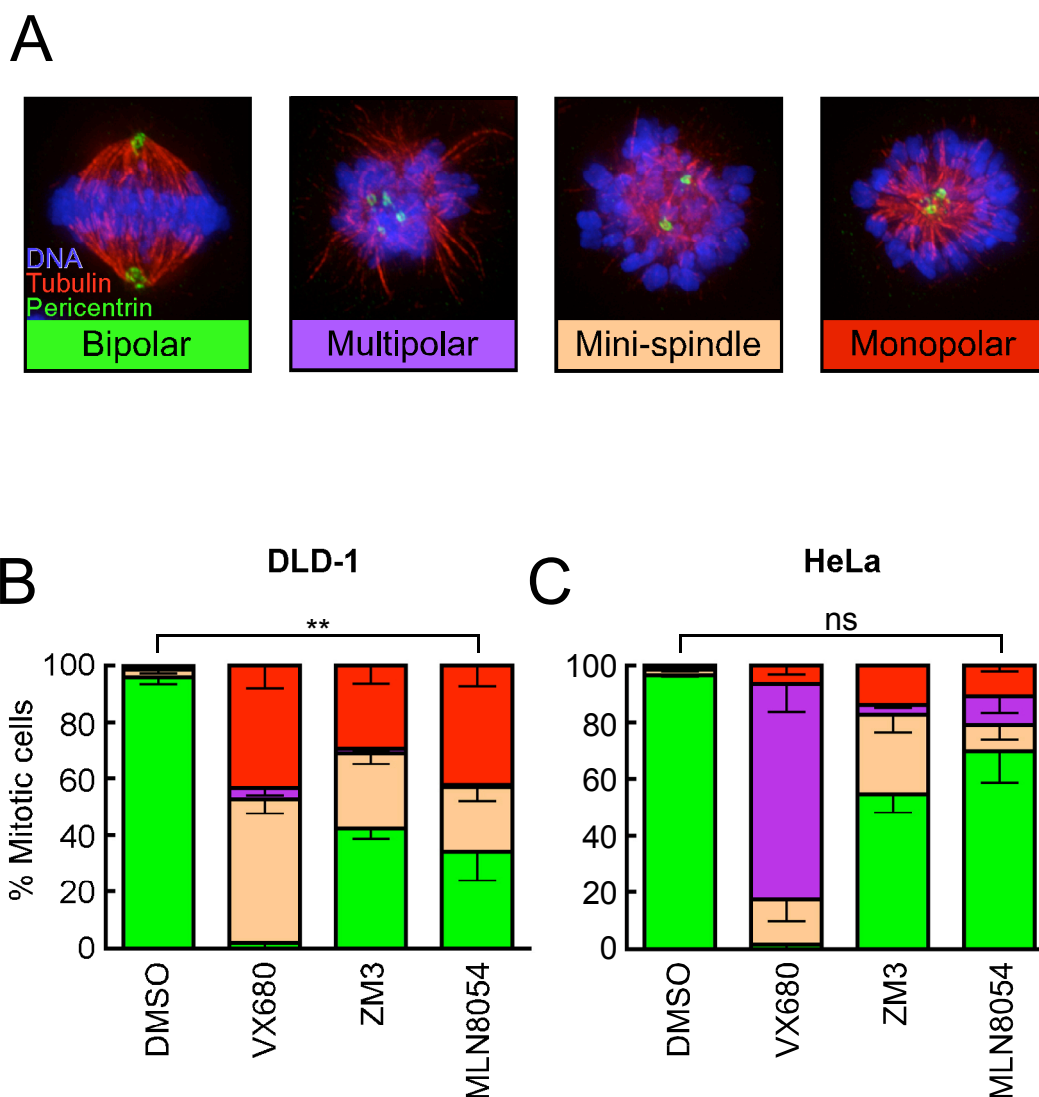 A
DNA
Tubulin
Pericentrin
Bipolar
Multipolar
Mini-spindle
Monopolar
B
DLD-1
**
% Mitotic cells
100
80
60
40
20
0
DMSO
VX680
ZM3
MLN8054
C
HeLa
ns
100
80
60
40
20
0
DMSO
VX680
ZM3
MLN8054